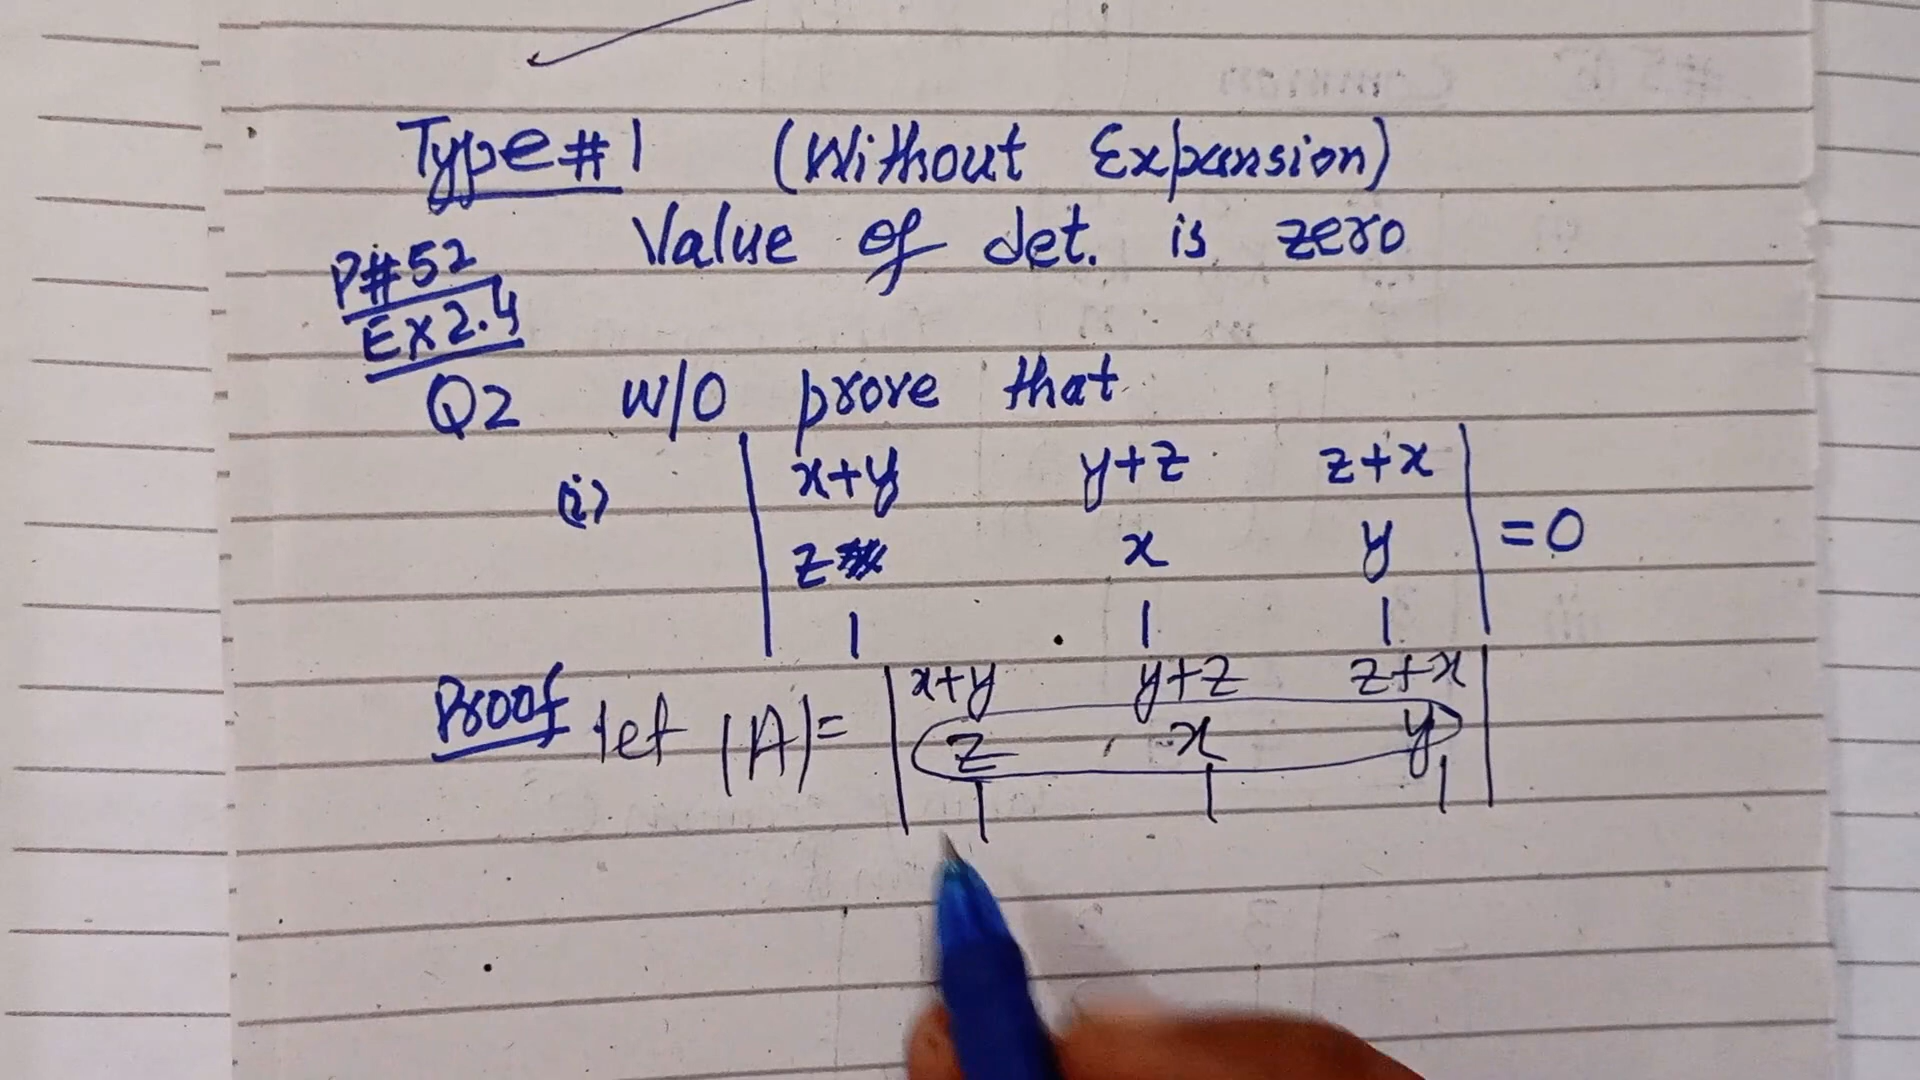 Type#1 (Without Expansion)
Value of det. is zero
P#52
Ex2.4
Q2 W/O prove that
(i) | x+y y+z z+x |
| z x y | =0
| 1 1 1 |
Proof let |A|= | x+y y+z z+x |
| z x y |
| 1 1 1 |